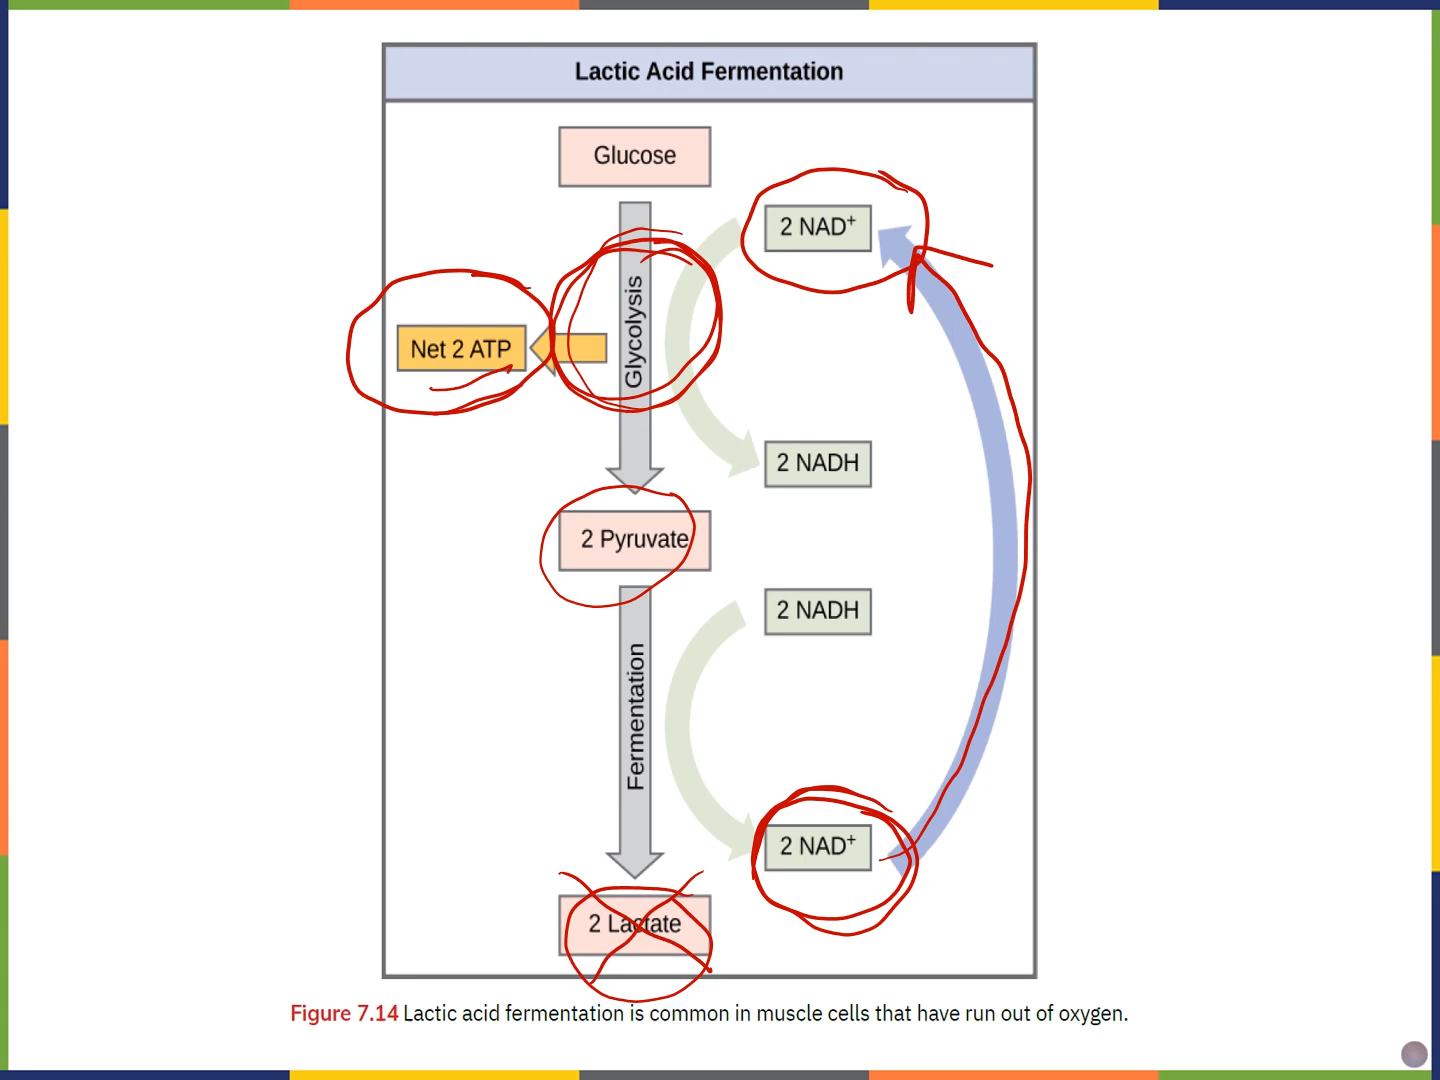 Lactic Acid Fermentation
Glucose
2 NAD⁺
Glycolysis
Net 2 ATP
2 NADH
2 Pyruvate
2 NADH
Fermentation
2 NAD⁺
2 Lactate
Figure 7.14 Lactic acid fermentation is common in muscle cells that have run out of oxygen.